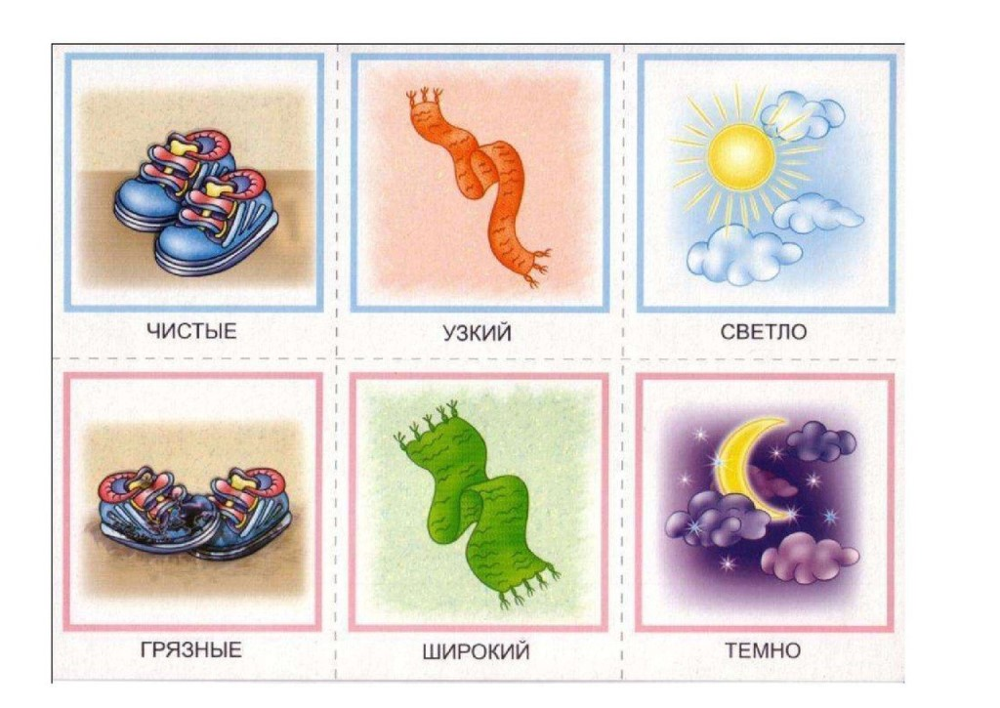 ЧИСТЫЕ
УЗКИЙ
СВЕТЛО
ГРЯЗНЫЕ
ШИРОКИЙ
ТЕМНО